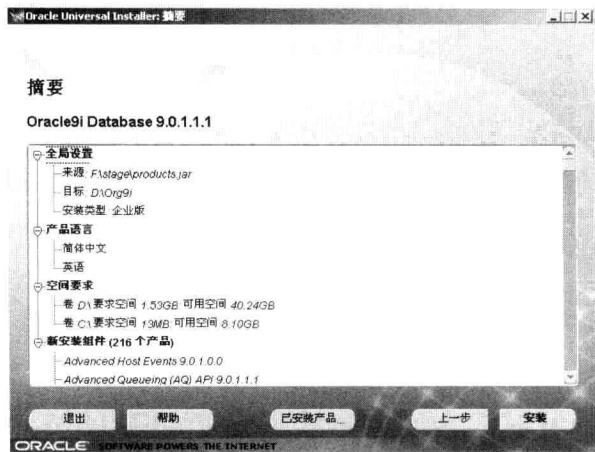 Oracle Universal Installer: 摘要
摘要
Oracle9i Database 9.0.1.1.1
全局设置
来源: F:\stage\products.jar
目标: D:\Org9i
安装类型: 企业版
产品语言
简体中文
英语
空间要求
卷 D:\ 要求空间 1.53GB: 可用空间 40.24GB
卷 C:\ 要求空间 13MB: 可用空间 8.10GB
新安装组件 (216 个产品)
Advanced Host Events 9.0.1.0.0
Advanced Queueing (AQ) API 9.0.1.1.1
退出
帮助
已安装产品...
上一步
安装
ORACLE SOFTWARE POWERS THE INTERNET